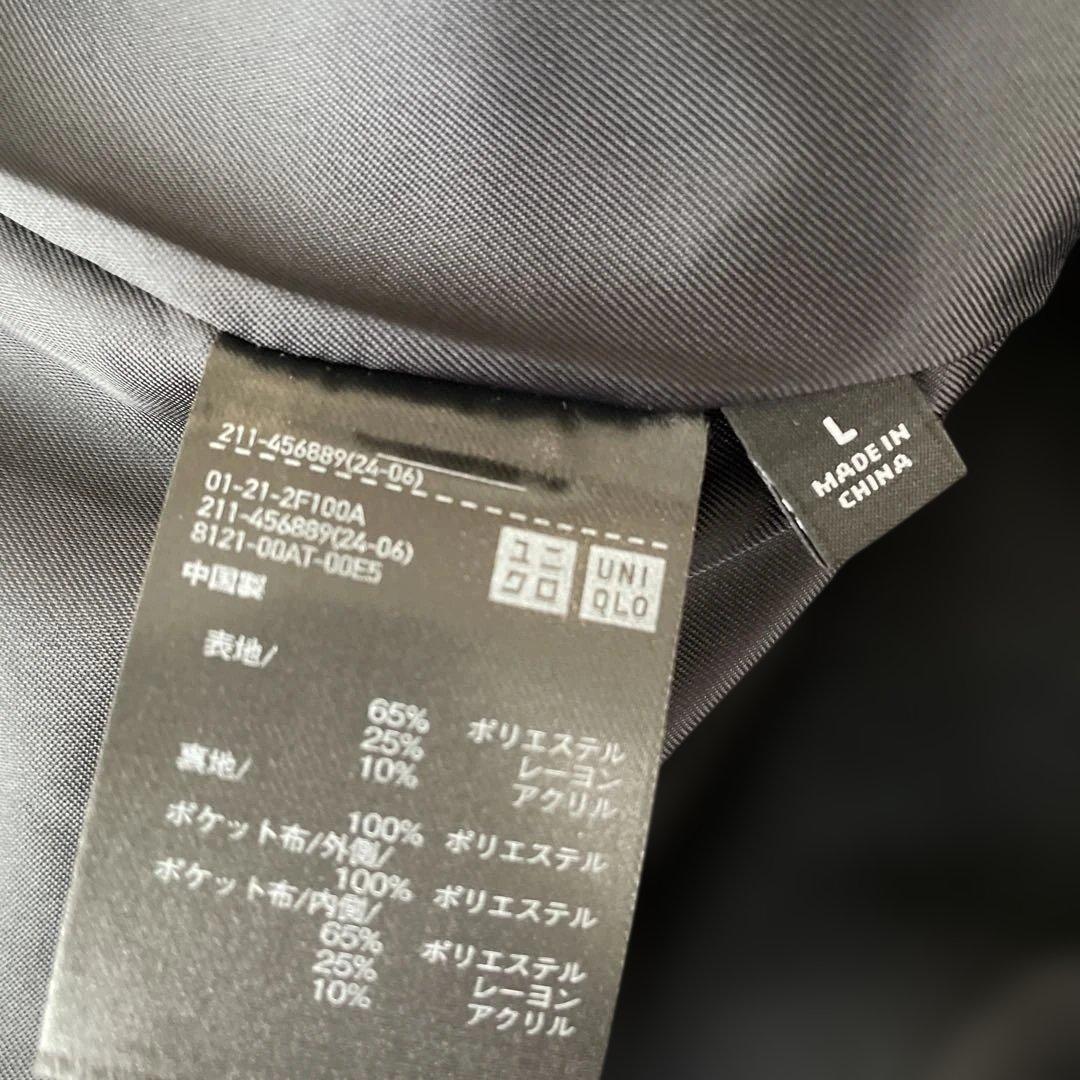 211-456889(24-06)
01-21-2F100A
211-456889(24-06)
8121-00AT-00E5
中国製
ユニ
クロ
UNI
QLO
表地/
65% ポリエステル
25% レーヨン
10% アクリル
裏地/
100% ポリエステル
ポケット布/外側/
100% ポリエステル
ポケット布/内側/
65% ポリエステル
25% レーヨン
10% アクリル
L
MADE IN
CHINA